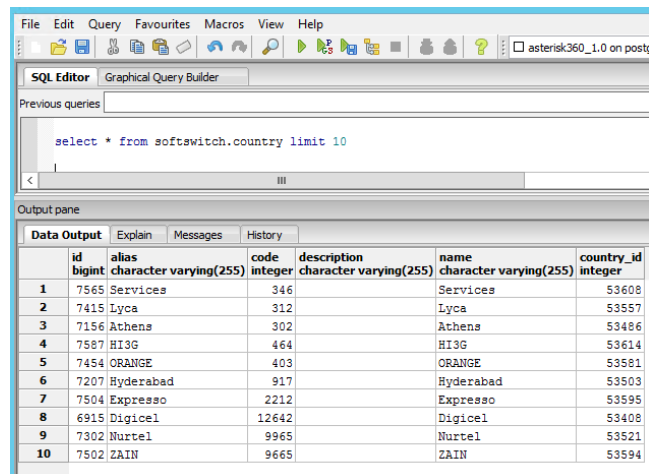 File Edit Query Favourites Macros View Help
asterisk360_1.0 on postg
SQL Editor Graphical Query Builder
Previous queries
select * from softswitch.country limit 10
Output pane
Data Output Explain Messages History
id alias code description name country_id
bigint character varying(255) integer character varying(255) character varying(255) integer
1 7565 Services 346 Services 53608
2 7415 Lyca 312 Lyca 53557
3 7156 Athens 302 Athens 53486
4 7587 HI3G 464 HI3G 53614
5 7454 ORANGE 403 ORANGE 53581
6 7207 Hyderabad 917 Hyderabad 53503
7 7504 Expresso 2212 Expresso 53595
8 6915 Digicel 12642 Digicel 53408
9 7302 Nurtel 9965 Nurtel 53521
10 7502 ZAIN 9665 ZAIN 53594